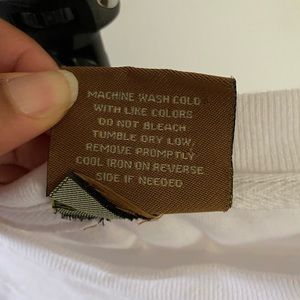 MACHINE WASH COLD
WITH LIKE COLORS
DO NOT BLEACH
TUMBLE DRY LOW,
REMOVE PROMPTLY
COOL IRON ON REVERSE
SIDE IF NEEDED